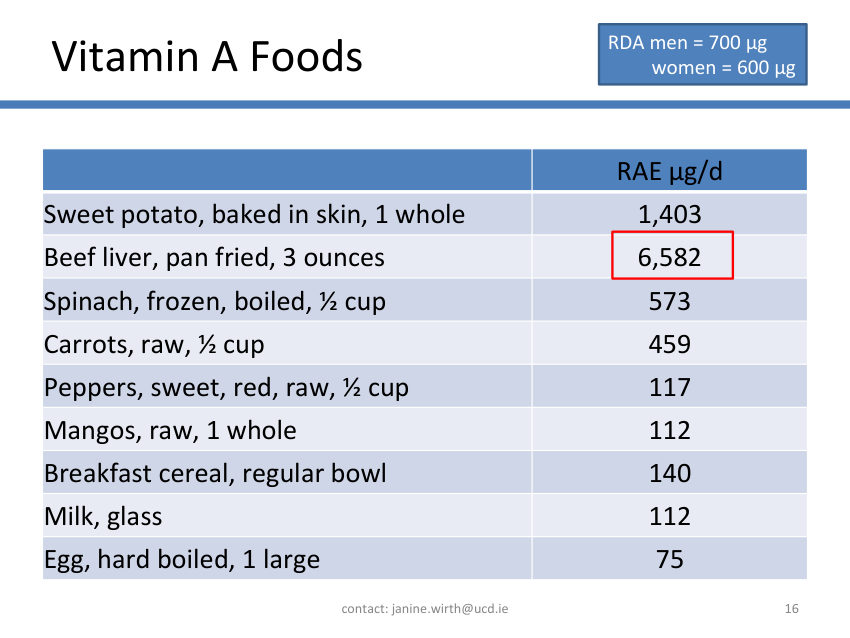 Vitamin A Foods
RDA men = 700 µg
women = 600 µg
RAE µg/d
Sweet potato, baked in skin, 1 whole 1,403
Beef liver, pan fried, 3 ounces 6,582
Spinach, frozen, boiled, ½ cup 573
Carrots, raw, ½ cup 459
Peppers, sweet, red, raw, ½ cup 117
Mangos, raw, 1 whole 112
Breakfast cereal, regular bowl 140
Milk, glass 112
Egg, hard boiled, 1 large 75
contact: janine.wirth@ucd.ie 16